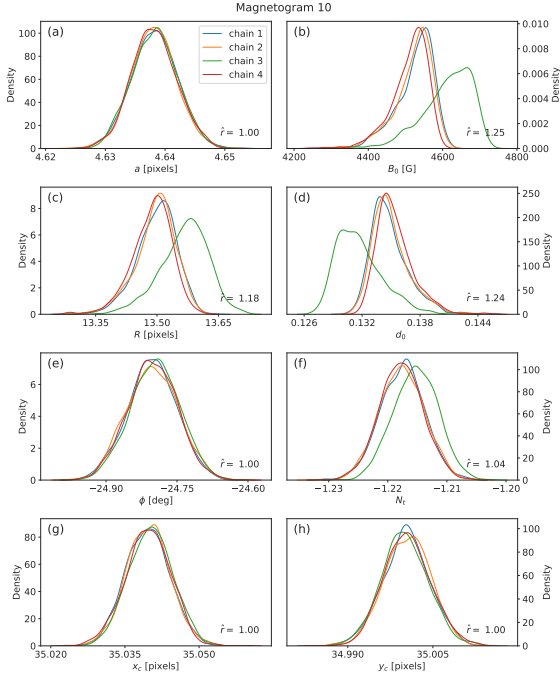 Magnetogram 10
(a)
chain 1
chain 2
chain 3
chain 4
r̂ = 1.00
Density
0
20
40
60
80
100
4.62
4.63
4.64
4.65
a [pixels]
(b)
r̂ = 1.25
Density
0.000
0.002
0.004
0.006
0.008
0.010
4200
4400
4600
4800
B₀ [G]
(c)
r̂ = 1.18
Density
0
2
4
6
8
13.35
13.50
13.65
R [pixels]
(d)
r̂ = 1.24
Density
0
50
100
150
200
250
0.126
0.132
0.138
0.144
d₀
(e)
r̂ = 1.00
Density
0
2
4
6
−24.90
−24.75
−24.60
ϕ [deg]
(f)
r̂ = 1.04
Density
0
20
40
60
80
100
−1.23
−1.22
−1.21
−1.20
Nₜ
(g)
r̂ = 1.00
Density
0
20
40
60
80
35.020
35.035
35.050
x_c [pixels]
(h)
r̂ = 1.00
Density
0
20
40
60
80
100
34.990
35.005
y_c [pixels]